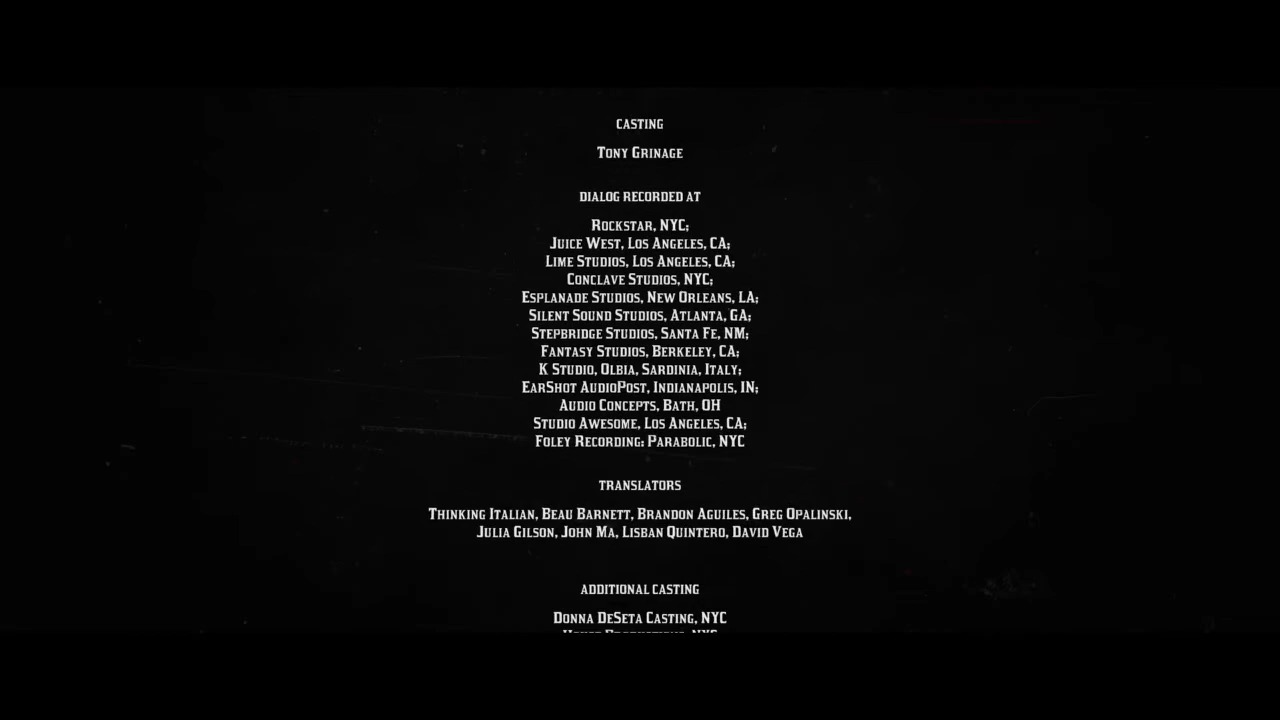 CASTING
TONY GRINAGE
DIALOG RECORDED AT
ROCKSTAR, NYC;
JUICE WEST, LOS ANGELES, CA;
LIME STUDIOS, LOS ANGELES, CA;
CONCLAVE STUDIOS, NYC;
ESPLANADE STUDIOS, NEW ORLEANS, LA;
SILENT SOUND STUDIOS, ATLANTA, GA;
STEPBRIDGE STUDIOS, SANTA FE, NM;
FANTASY STUDIOS, BERKELEY, CA;
K STUDIO, OLBIA, SARDINIA, ITALY;
EARSHOT AUDIOPOST, INDIANAPOLIS, IN;
AUDIO CONCEPTS, BATH, OH
STUDIO AWESOME, LOS ANGELES, CA;
FOLEY RECORDING: PARABOLIC, NYC
TRANSLATORS
THINKING ITALIAN, BEAU BARNETT, BRANDON AGUILES, GREG OPALINSKI,
JULIA GILSON, JOHN MA, LISBAN QUINTERO, DAVID VEGA
ADDITIONAL CASTING
DONNA DESETA CASTING, NYC